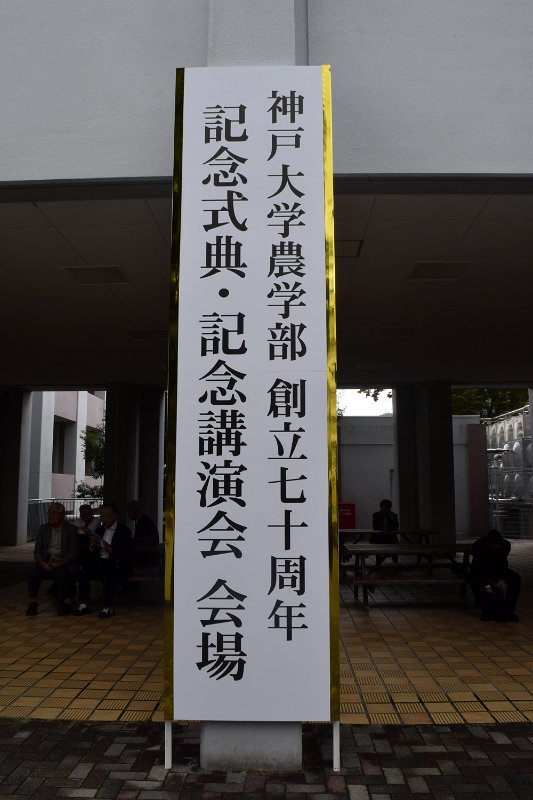 神戸大学農学部 創立七十周年
記念式典・記念講演会 会場